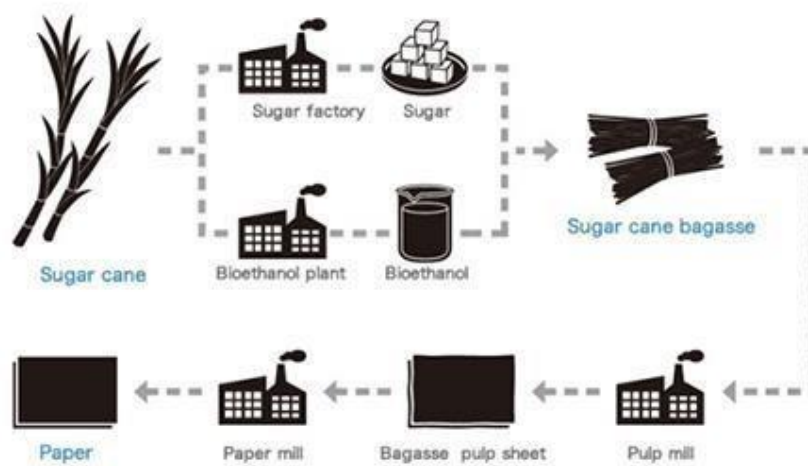 Sugar cane
Sugar factory
Sugar
Bioethanol plant
Bioethanol
Sugar cane bagasse
Paper
Paper mill
Bagasse pulp sheet
Pulp mill